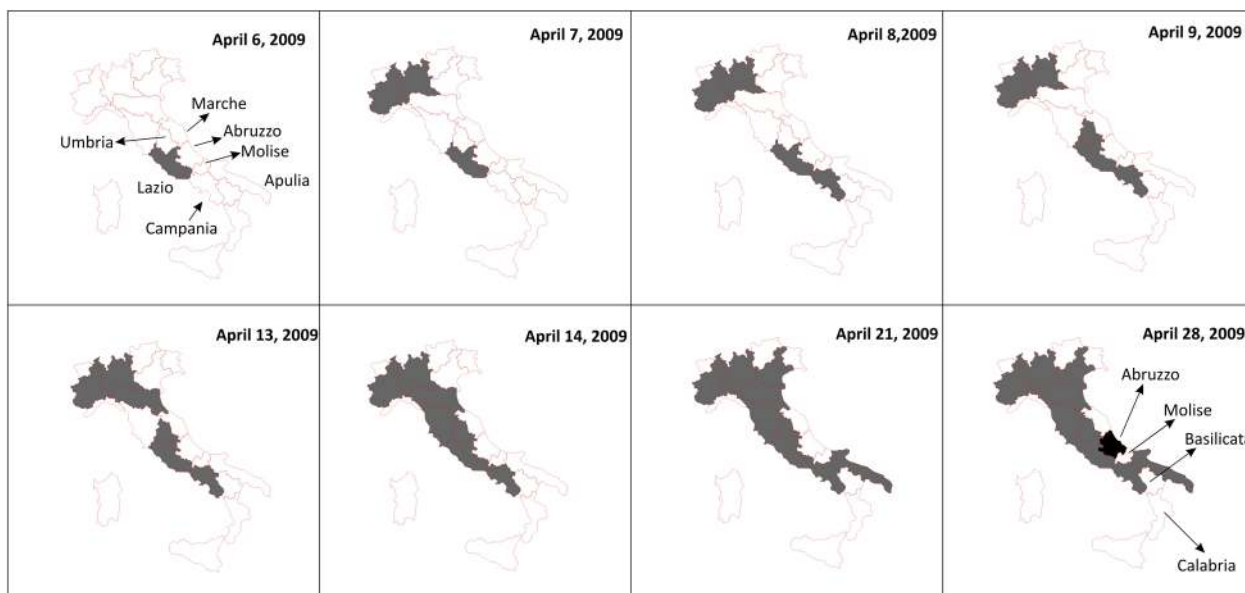 April 6, 2009
Marche
Umbria
Abruzzo
Molise
Lazio
Apulia
Campania
April 7, 2009
April 8,2009
April 9, 2009
April 13, 2009
April 14, 2009
April 21, 2009
April 28, 2009
Abruzzo
Molise
Basilicata
Calabria